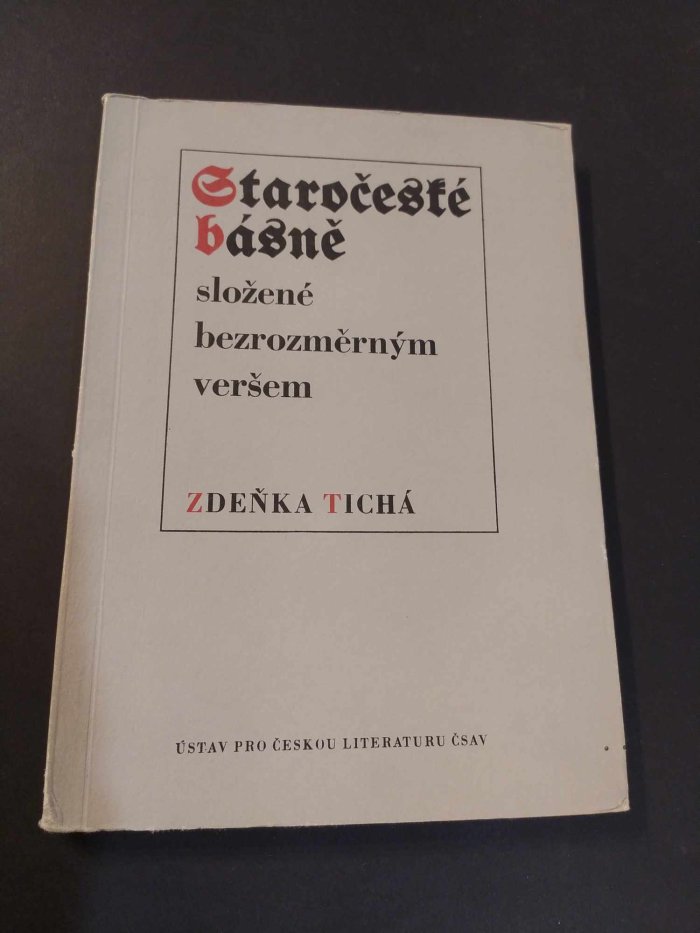 Staročeské
básně
složené
bezrozměrným
veršem
ZDEŇKA TICHÁ
ÚSTAV PRO ČESKOU LITERATURU ČSAV